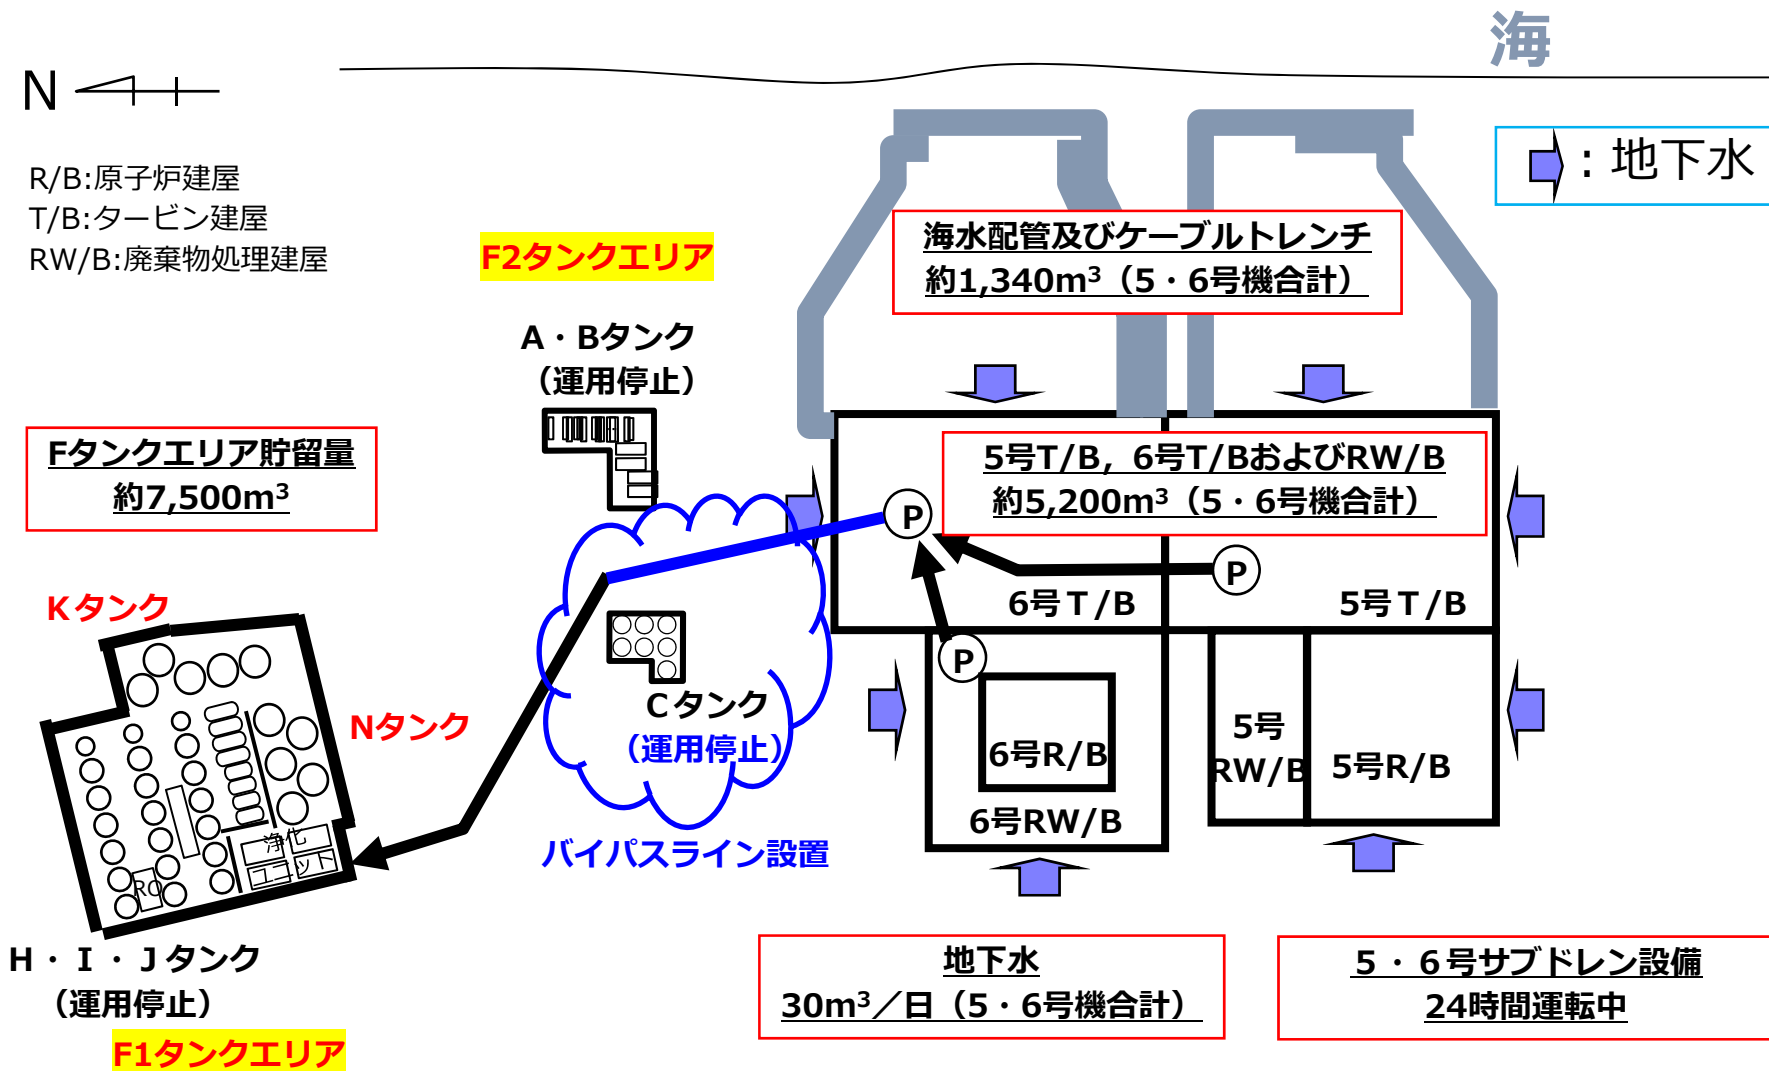 海
N
R/B:原子炉建屋
T/B:タービン建屋
RW/B:廃棄物処理建屋
：地下水
F2タンクエリア
海水配管及びケーブルトレンチ
約1,340m³（5・6号機合計）
A・Bタンク
（運用停止）
Fタンクエリア貯留量
約7,500m³
5号T/B, 6号T/BおよびRW/B
約5,200m³（5・6号機合計）
P
P
P
6号T/B
5号T/B
Kタンク
Nタンク
Cタンク
（運用停止）
バイパスライン設置
6号R/B
6号RW/B
5号
RW/B
5号R/B
浄化
ユニット
RO
H・I・Jタンク
（運用停止）
F1タンクエリア
地下水
30m³／日（5・6号機合計）
5・6号サブドレン設備
24時間運転中